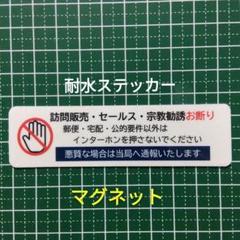 耐水ステッカー
訪問販売・セールス・宗教勧誘お断り
郵便・宅配・公的要件以外は
インターホンを押さないでください
悪質な場合は当局へ通報いたします
マグネット